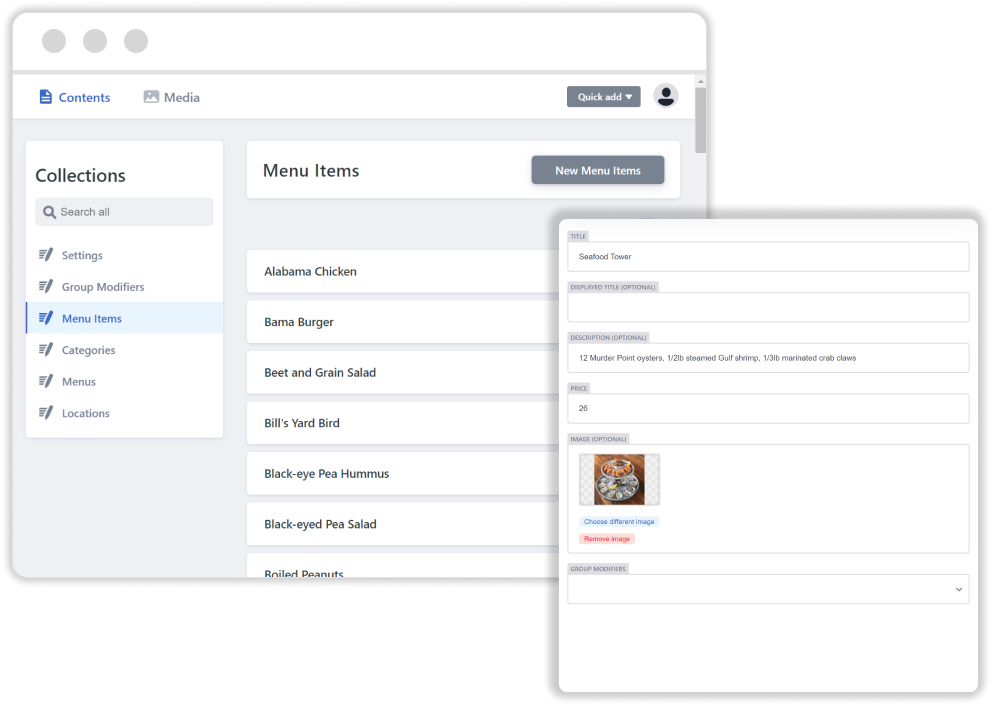 Contents
Media
Quick add
Collections
Search all
Settings
Group Modifiers
Menu Items
Categories
Menus
Locations
Menu Items
New Menu Items
Alabama Chicken
Bama Burger
Beet and Grain Salad
Bill's Yard Bird
Black-eye Pea Hummus
Black-eyed Pea Salad
Boiled Peanuts
TITLE
Seafood Tower
DISPLAYED TITLE (OPTIONAL)
DESCRIPTION (OPTIONAL)
12 Murder Point oysters, 1/2lb steamed Gulf shrimp, 1/3lb marinated crab claws
PRICE
26
IMAGE (OPTIONAL)
Choose different image
Remove image
GROUP MODIFIERS